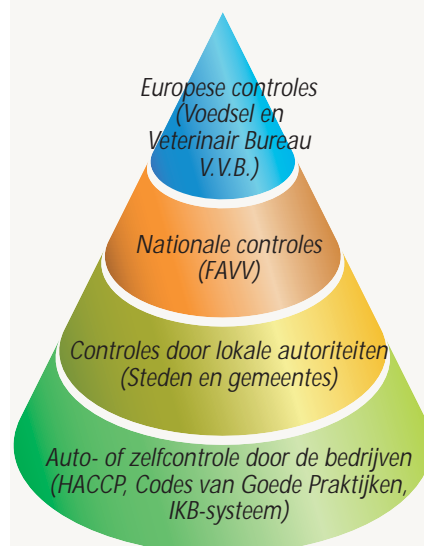 Europese controles
(Voedsel en
Veterinair Bureau
V.V.B.)
Nationale controles
(FAVV)
Controles door lokale autoriteiten
(Steden en gemeentes)
Auto- of zelfcontrole door de bedrijven
(HACCP, Codes van Goede Praktijken,
IKB-systeem)